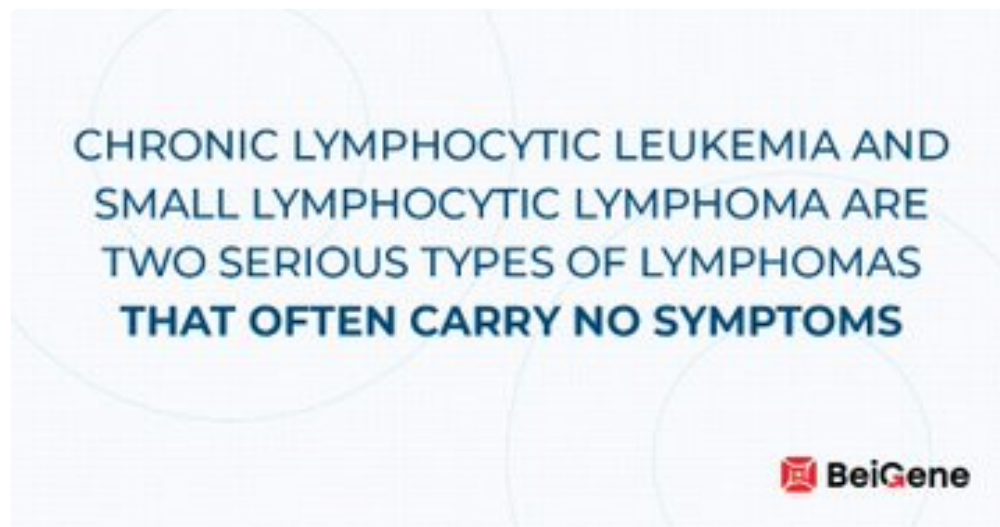 CHRONIC LYMPHOCYTIC LEUKEMIA AND
SMALL LYMPHOCYTIC LYMPHOMA ARE
TWO SERIOUS TYPES OF LYMPHOMAS
THAT OFTEN CARRY NO SYMPTOMS
BeiGene